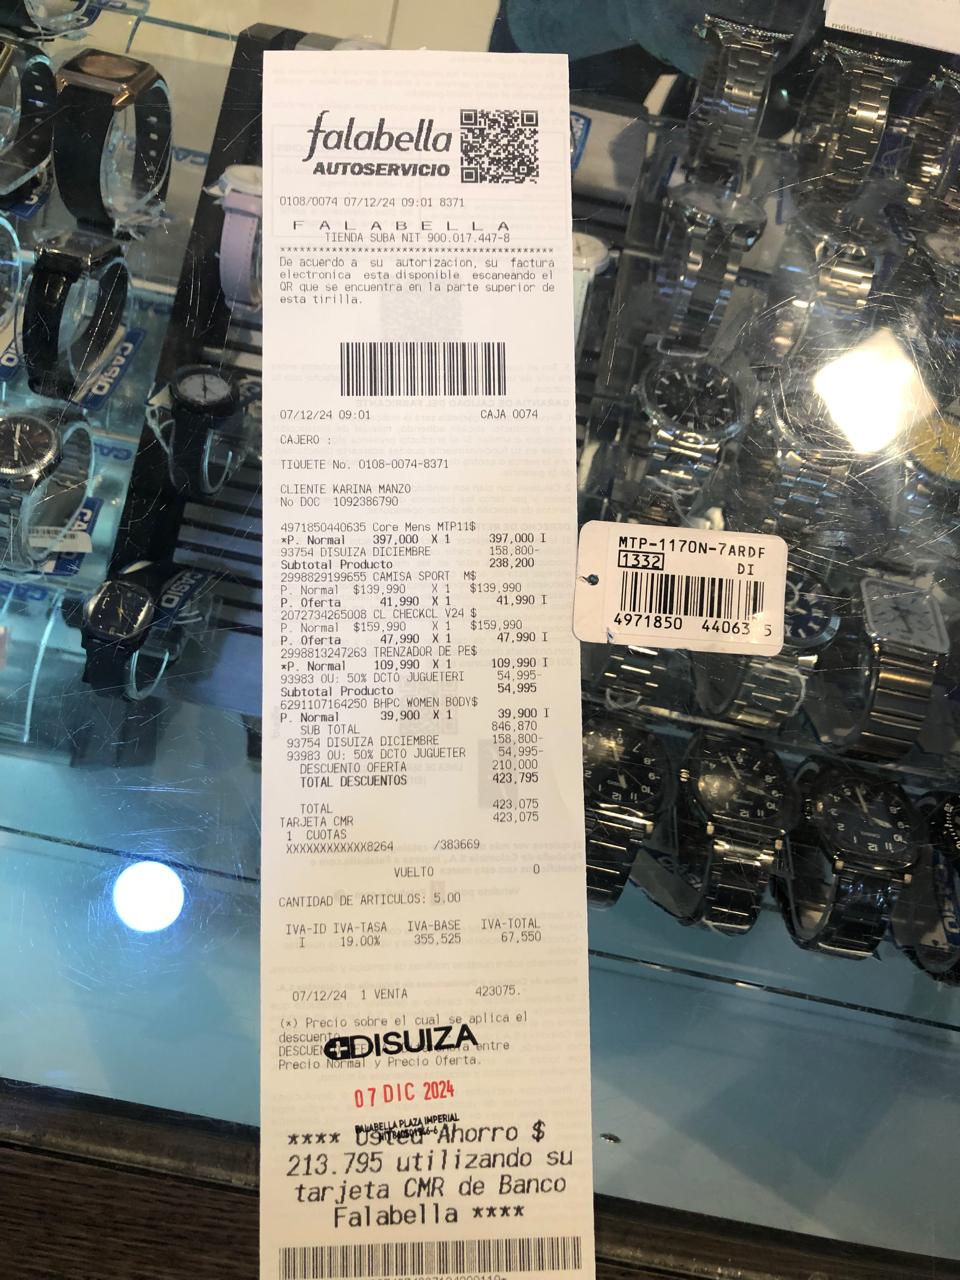 falabella
AUTOSERVICIO
0108/0074 07/12/24 09:01 8371
F A L A B E L L A
TIENDA SUBA NIT 900.017.447-8
De acuerdo a su autorizacion, su factura
electronica esta disponible escaneando el
QR que se encuentra en la parte superior de
esta tirilla.
07/12/24 09:01 CAJA 0074
CAJERO :
TIQUETE No. 0108-0074-8371
CLIENTE KARINA MANZO
No DOC 1092386790
4971850440635 Core Mens MTP11$
*P. Normal 397,000 X 1 397,000 I
93754 DISUIZA DICIEMBRE 158,800-
Subtotal Producto 238,200
2998829199655 CAMISA SPORT M$
P. Normal $139,990 X 1 $139,990
P. Oferta 41,990 X 1 41,990 I
2072734265008 CL CHECKCL V24 $
P. Normal $159,990 X 1 $159,990
P. Oferta 47,990 X 1 47,990 I
2998813247263 TRENZADOR DE PE$
*P. Normal 109,990 X 1 109,990 I
93983 OU: 50% DCTO JUGUETERI 54,995-
Subtotal Producto 54,995
6291107164250 BHPC WOMEN BODY$
P. Normal 39,900 X 1 39,900 I
SUB TOTAL 846,870
93754 DISUIZA DICIEMBRE 158,800-
93983 OU: 50% DCTO JUGUETER 54,995-
DESCUENTO OFERTA 210,000
TOTAL DESCUENTOS 423,795
TOTAL 423,075
TARJETA CMR 423,075
1 CUOTAS
XXXXXXXXXXXX8264 /383669
VUELTO 0
CANTIDAD DE ARTICULOS: 5.00
IVA-ID IVA-TASA IVA-BASE IVA-TOTAL
I 19.00% 355,525 67,550
07/12/24 1 VENTA 423075.
(*) Precio sobre el cual se aplica el
descuento
DISUIZA
entre
Precio Normal y Precio Oferta.
07 DIC 2024
FALABELLA PLAZA IMPERIAL
**** Usted Ahorro $
213.795 utilizando su
tarjeta CMR de Banco
Falabella ****
MTP-1170N-7ARDF
1332 DI
4971850 44063 5
CASIO
CASIO